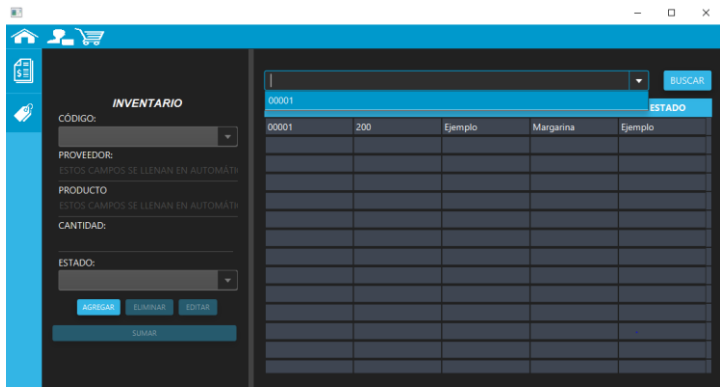 BUSCAR
00001
ESTADO
00001 200 Ejemplo Margarina Ejemplo
INVENTARIO
CÓDIGO:
PROVEEDOR:
ESTOS CAMPOS SE LLENAN EN AUTOMÁTI
PRODUCTO
ESTOS CAMPOS SE LLENAN EN AUTOMÁTI
CANTIDAD:
ESTADO:
AGREGAR ELIMINAR EDITAR
SUMAR